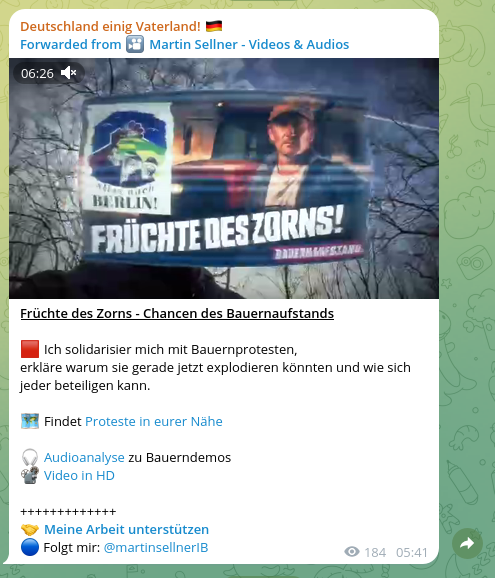 Deutschland einig Vaterland!
Forwarded from Martin Sellner - Videos & Audios
06:26
Alles nach
BERLIN!
FRÜCHTE DES ZORNS!
BAUERNAUFSTAND
Früchte des Zorns - Chancen des Bauernaufstands
Ich solidarisier mich mit Bauernprotesten,
erkläre warum sie gerade jetzt explodieren könnten und wie sich
jeder beteiligen kann.
Findet Proteste in eurer Nähe
Audioanalyse zu Bauerndemos
Video in HD
+++++++++++++
Meine Arbeit unterstützen
Folgt mir: @martinsellnerIB
184 05:41